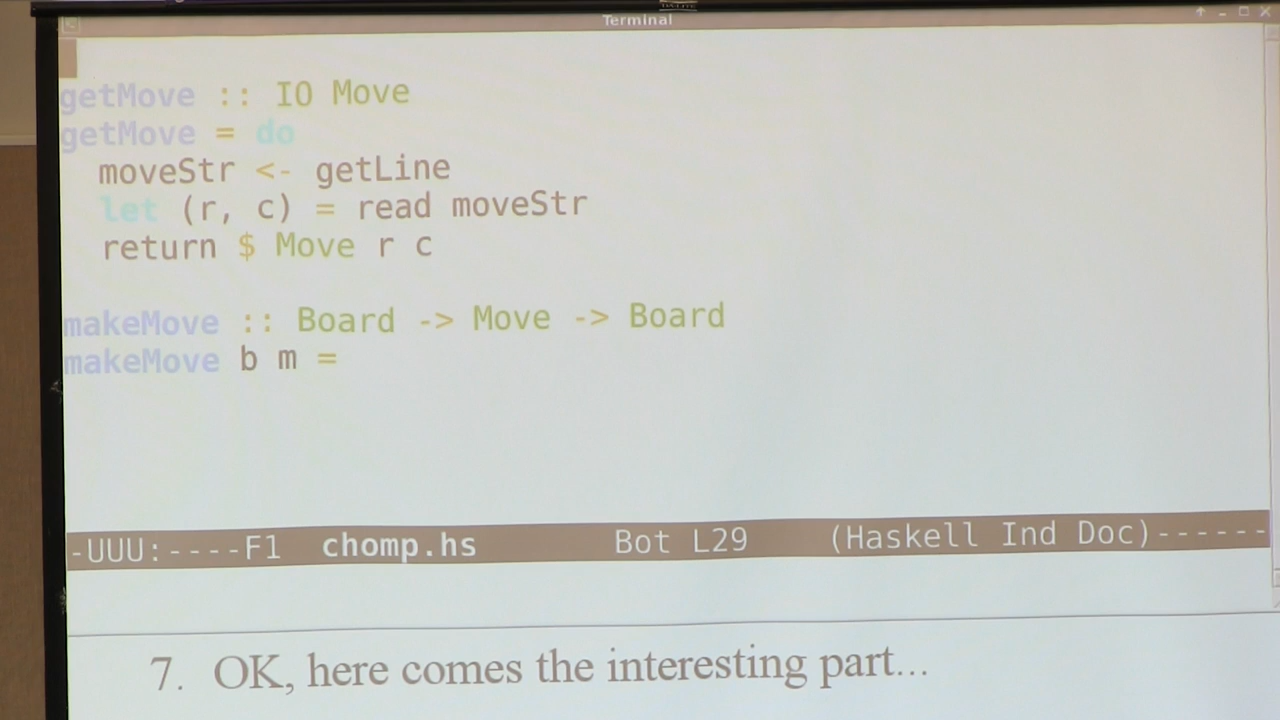 Terminal
getMove :: IO Move
getMove = do
  moveStr <- getLine
  let (r, c) = read moveStr
  return $ Move r c

makeMove :: Board -> Move -> Board
makeMove b m =
-UUU:----F1  chomp.hs       Bot L29    (Haskell Ind Doc)------
7. OK, here comes the interesting part...